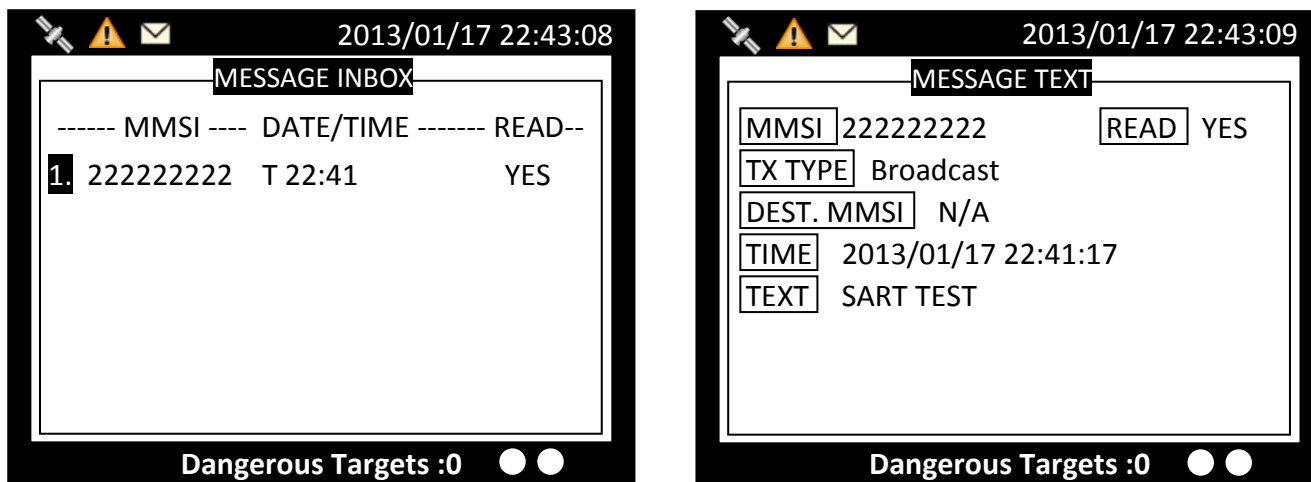 2013/01/17 22:43:08
MESSAGE INBOX
------ MMSI ---- DATE/TIME ------- READ--
1. 222222222 T 22:41 YES
Dangerous Targets :0
2013/01/17 22:43:09
MESSAGE TEXT
MMSI 222222222 READ YES
TX TYPE Broadcast
DEST. MMSI N/A
TIME 2013/01/17 22:41:17
TEXT SART TEST
Dangerous Targets :0